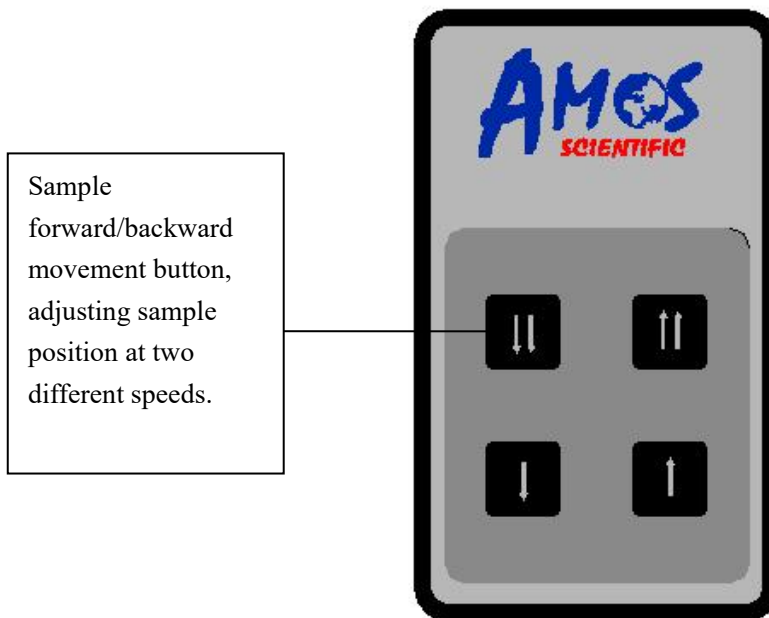 AMOS
SCIENTIFIC
Sample
forward/backward
movement button,
adjusting sample
position at two
different speeds.